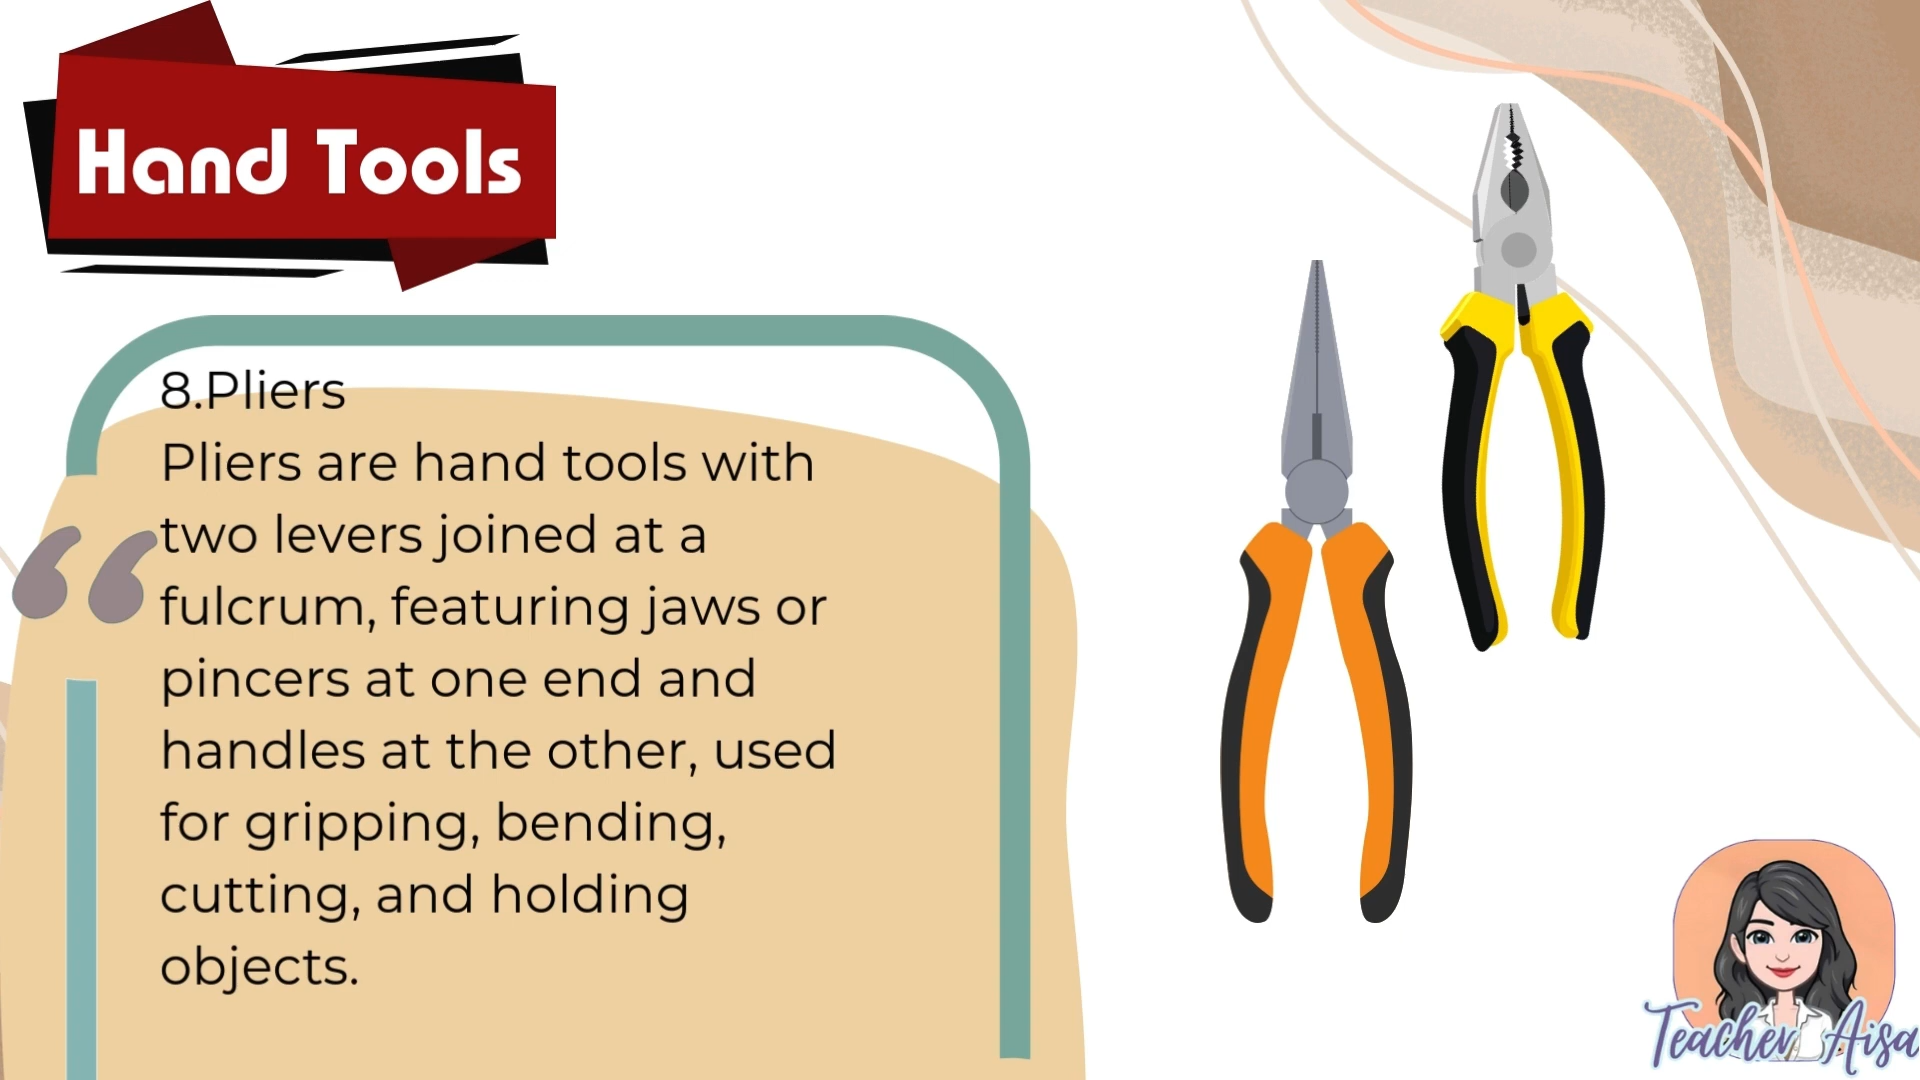 Hand Tools
8.Pliers
Pliers are hand tools with
two levers joined at a
fulcrum, featuring jaws or
pincers at one end and
handles at the other, used
for gripping, bending,
cutting, and holding
objects.
Teacher Aisa